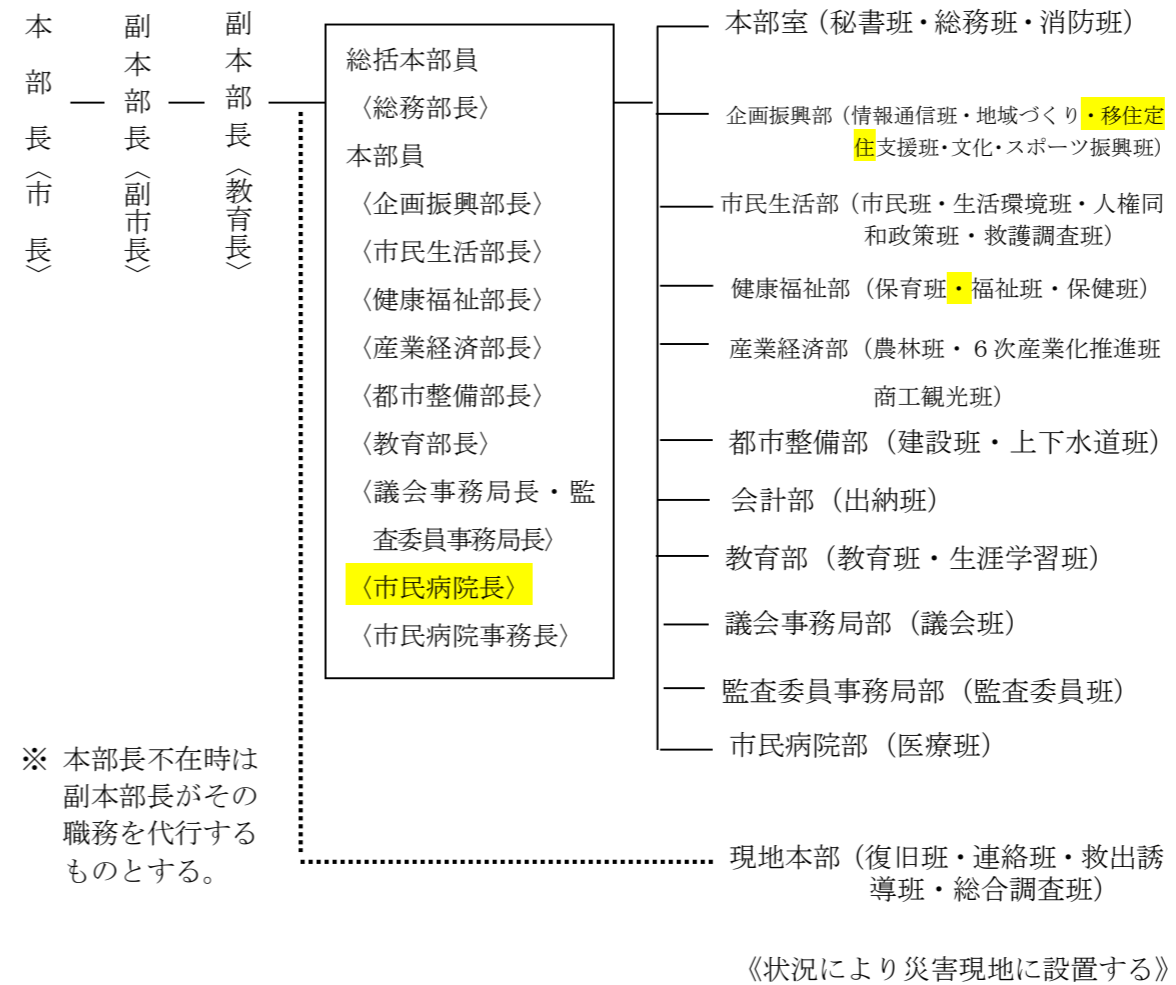 本部長〈市長〉
副本部長〈副市長〉
副本部長〈教育長〉
総括本部員
〈総務部長〉
本部員
〈企画振興部長〉
〈市民生活部長〉
〈健康福祉部長〉
〈産業経済部長〉
〈都市整備部長〉
〈教育部長〉
〈議会事務局長・監
査委員事務局長〉
〈市民病院長〉
〈市民病院事務長〉
本部室(秘書班・総務班・消防班)
企画振興部(情報通信班・地域づくり・移住定
住支援班・文化・スポーツ振興班)
市民生活部(市民班・生活環境班・人権同
和政策班・救護調査班)
健康福祉部(保育班・福祉班・保健班)
産業経済部(農林班・6次産業化推進班
商工観光班)
都市整備部(建設班・上下水道班)
会計部(出納班)
教育部(教育班・生涯学習班)
議会事務局部(議会班)
監査委員事務局部(監査委員班)
市民病院部(医療班)
※ 本部長不在時は
副本部長がその
職務を代行する
ものとする。
現地本部(復旧班・連絡班・救出誘
導班・総合調査班)
《状況により災害現地に設置する》